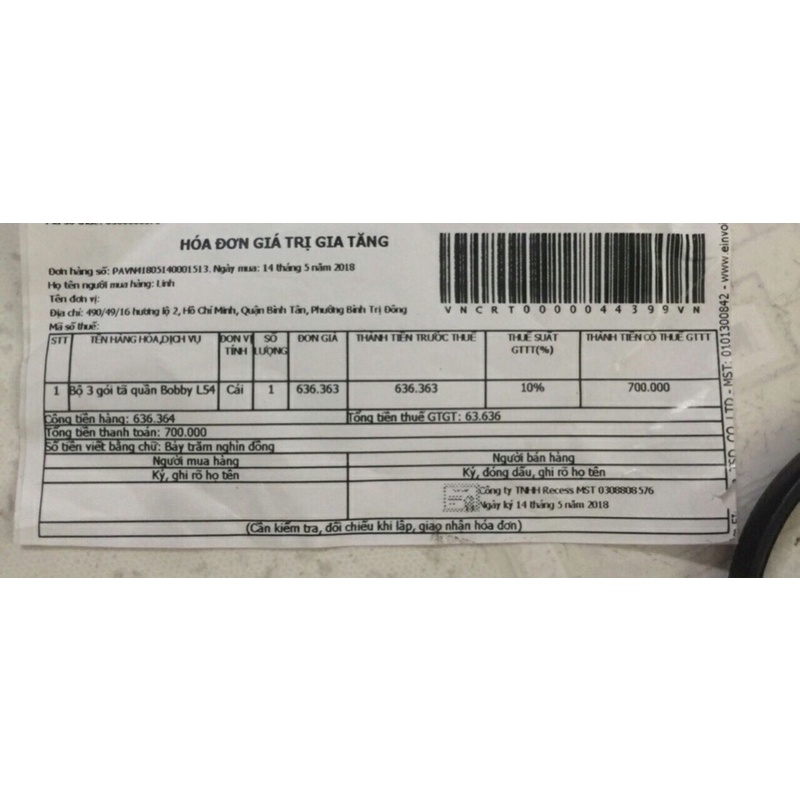 HÓA ĐƠN GIÁ TRỊ GIA TĂNG
Đơn hàng số: PAVN41805140001513. Ngày mua: 14 tháng 5 năm 2018
Họ tên người mua hàng: Linh
Tên đơn vị:
Địa chỉ: 490/49/16 hương lộ 2, Hồ Chí Minh, Quận Bình Tân, Phường Bình Trị Đông
Mã số thuế:
VNCRT0000044399VN
STT TÊN HÀNG HÓA,DỊCH VỤ ĐƠN VỊ TÍNH SỐ LƯỢNG ĐƠN GIÁ THÀNH TIỀN TRƯỚC THUẾ THUẾ SUẤT GTTT(%) THÀNH TIỀN CÓ THUẾ GTTT
1 Bộ 3 gói tã quần Bobby L54 Cái 1 636.363 636.363 10% 700.000
Cộng tiền hàng: 636.364 Tổng tiền thuế GTGT: 63.636
Tổng tiền thanh toán: 700.000
Số tiền viết bằng chữ: Bảy trăm nghìn đồng
Người mua hàng Người bán hàng
Ký, ghi rõ họ tên Ký, đóng dấu, ghi rõ họ tên
Công ty TNHH Recess MST 0308808576
Ngày ký 14 tháng 5 năm 2018
(Cần kiểm tra, đối chiếu khi lập, giao nhận hóa đơn)
CO.,LTD - MST: 0101300842 - www.einvo